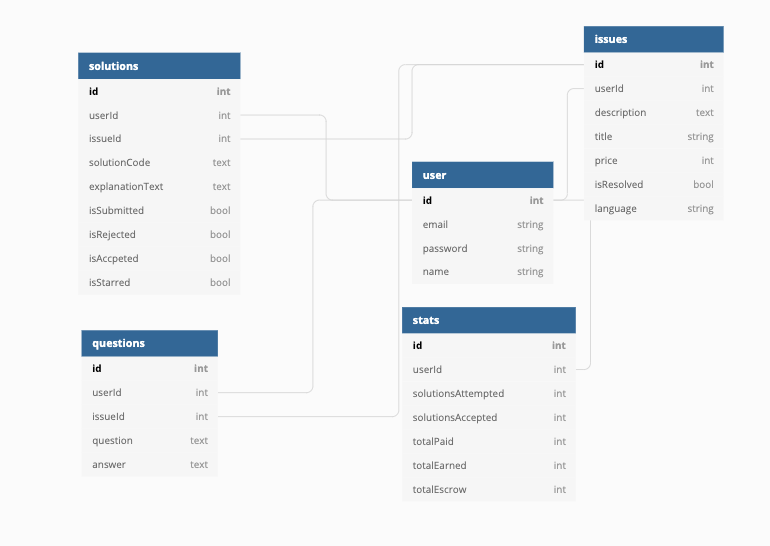 solutions
id int
userId int
issueId int
solutionCode text
explanationText text
isSubmitted bool
isRejected bool
isAccpeted bool
isStarred bool
questions
id int
userId int
issueId int
question text
answer text
user
id int
email string
password string
name string
stats
id int
userId int
solutionsAttempted int
solutionsAccepted int
totalPaid int
totalEarned int
totalEscrow int
issues
id int
userId int
description text
title string
price int
isResolved bool
language string